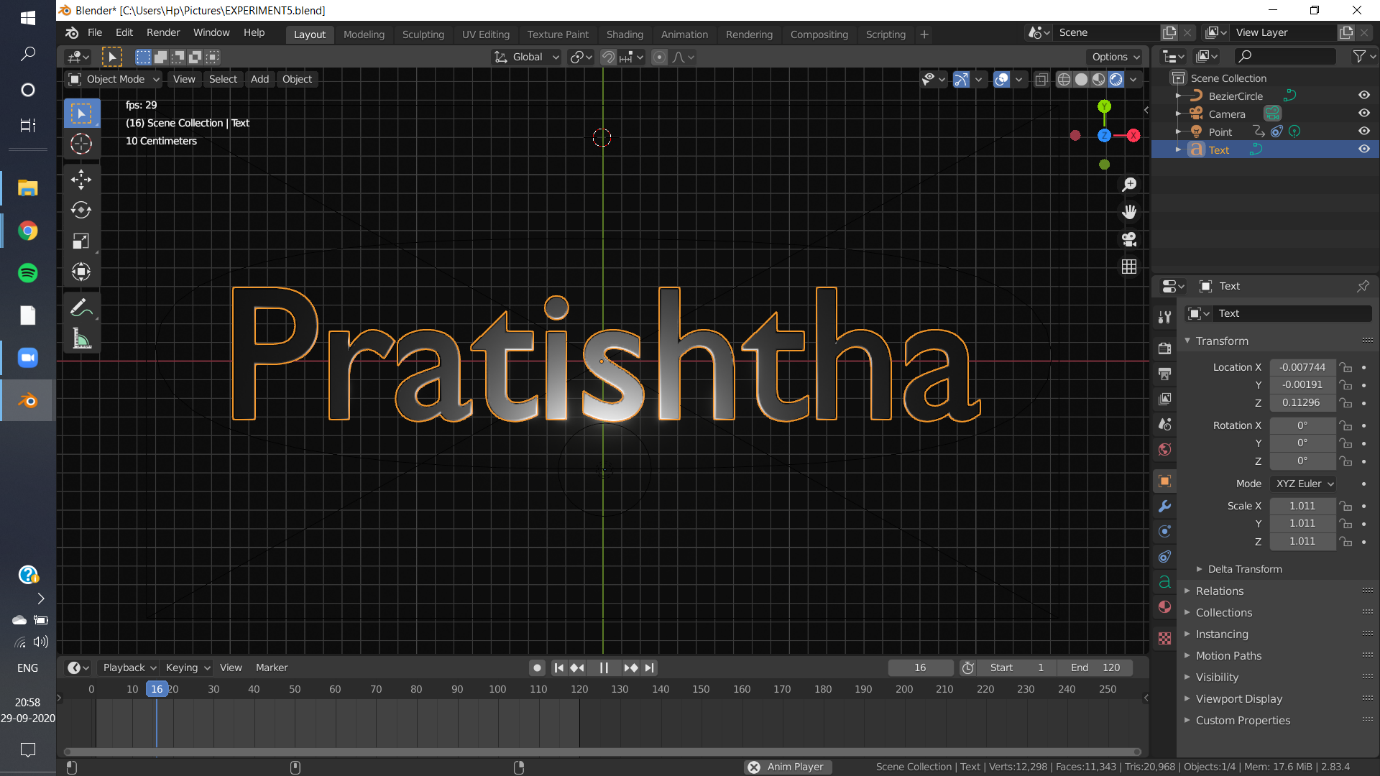 Blender* [C:\Users\Hp\Pictures\EXPERIMENT5.blend]
File Edit Render Window Help Layout Modeling Sculpting UV Editing Texture Paint Shading Animation Rendering Compositing Scripting + Scene View Layer
Global Options
Object Mode View Select Add Object
fps: 29
(16) Scene Collection | Text
10 Centimeters
Y
Z X
Pratishtha
Scene Collection
BezierCircle
Camera
Point
Text
Text
Text
Transform
Location X -0.007744
Y -0.00191
Z 0.11296
Rotation X 0°
Y 0°
Z 0°
Mode XYZ Euler
Scale X 1.011
Y 1.011
Z 1.011
Delta Transform
Relations
Collections
Instancing
Motion Paths
Visibility
Viewport Display
Custom Properties
Playback Keying View Marker 16 Start 1 End 120
0 10 16 20 30 40 50 60 70 80 90 100 110 120 130 140 150 160 170 180 190 200 210 220 230 240 250
Anim Player Scene Collection | Text | Verts:12,298 | Faces:11,343 | Tris:20,968 | Objects:1/4 | Mem: 17.6 MiB | 2.83.4
ENG
20:58
29-09-2020